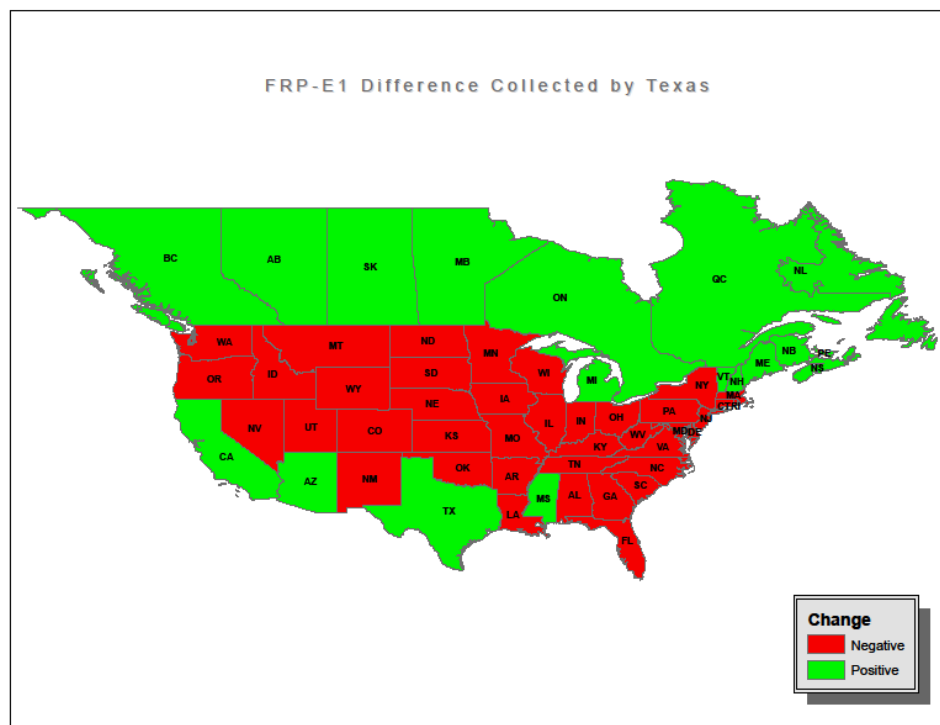 FRP-E1 Difference Collected by Texas
BC
AB
SK
MB
ON
QC
NL
WA
MT
ND
MN
OR
ID
WY
SD
WI
MI
VT
NH
ME
NB
PE
NS
NY
MA
CT RI
NV
UT
CO
NE
IA
IL
IN
OH
PA
NJ
MD
DE
CA
KS
MO
KY
WV
VA
AZ
NM
OK
AR
TN
NC
SC
TX
LA
MS
AL
GA
FL
Change
Negative
Positive